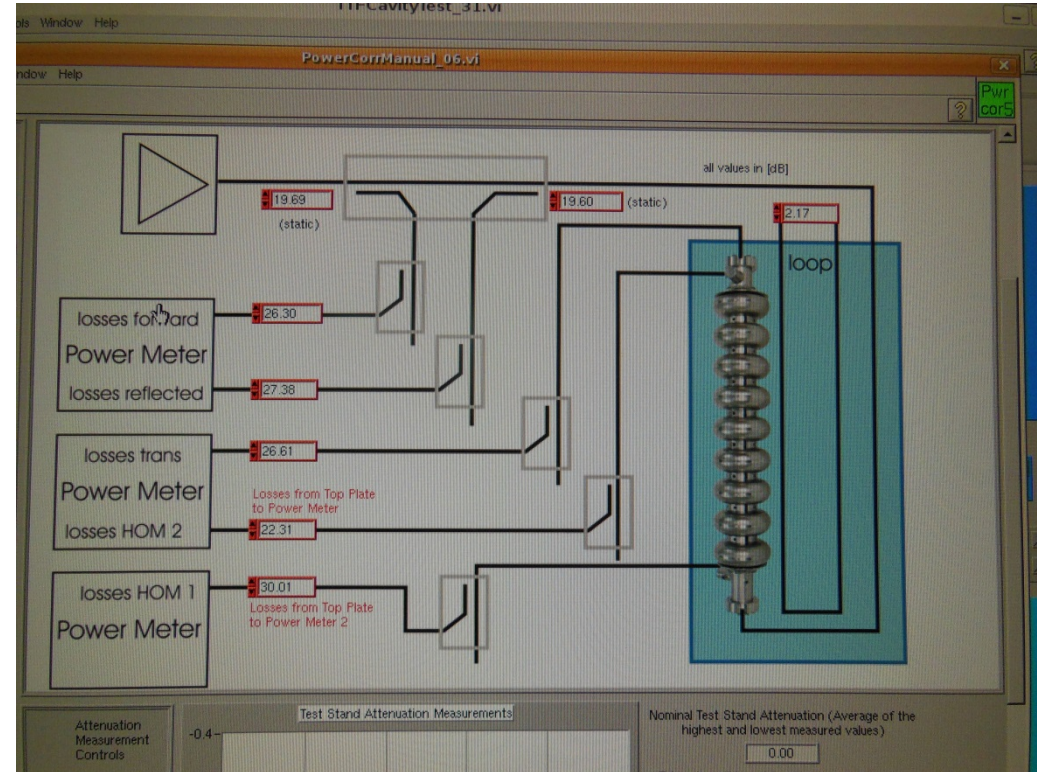 TTFCavityTest_31.vi
Window Help
PowerCorrManual_06.vi
Help
Pwr
cor5
?
all values in [dB]
19.69
(static)
19.60
(static)
2.17
loop
26.30
losses forward
Power Meter
losses reflected
27.38
losses trans
26.61
Power Meter
Losses from Top Plate
to Power Meter
losses HOM 2
22.31
losses HOM 1
30.01
Losses from Top Plate
to Power Meter 2
Power Meter
Test Stand Attenuation Measurements
Attenuation
Measurement
Controls
-0.4
Nominal Test Stand Attenuation (Average of the
highest and lowest measured values)
0.00